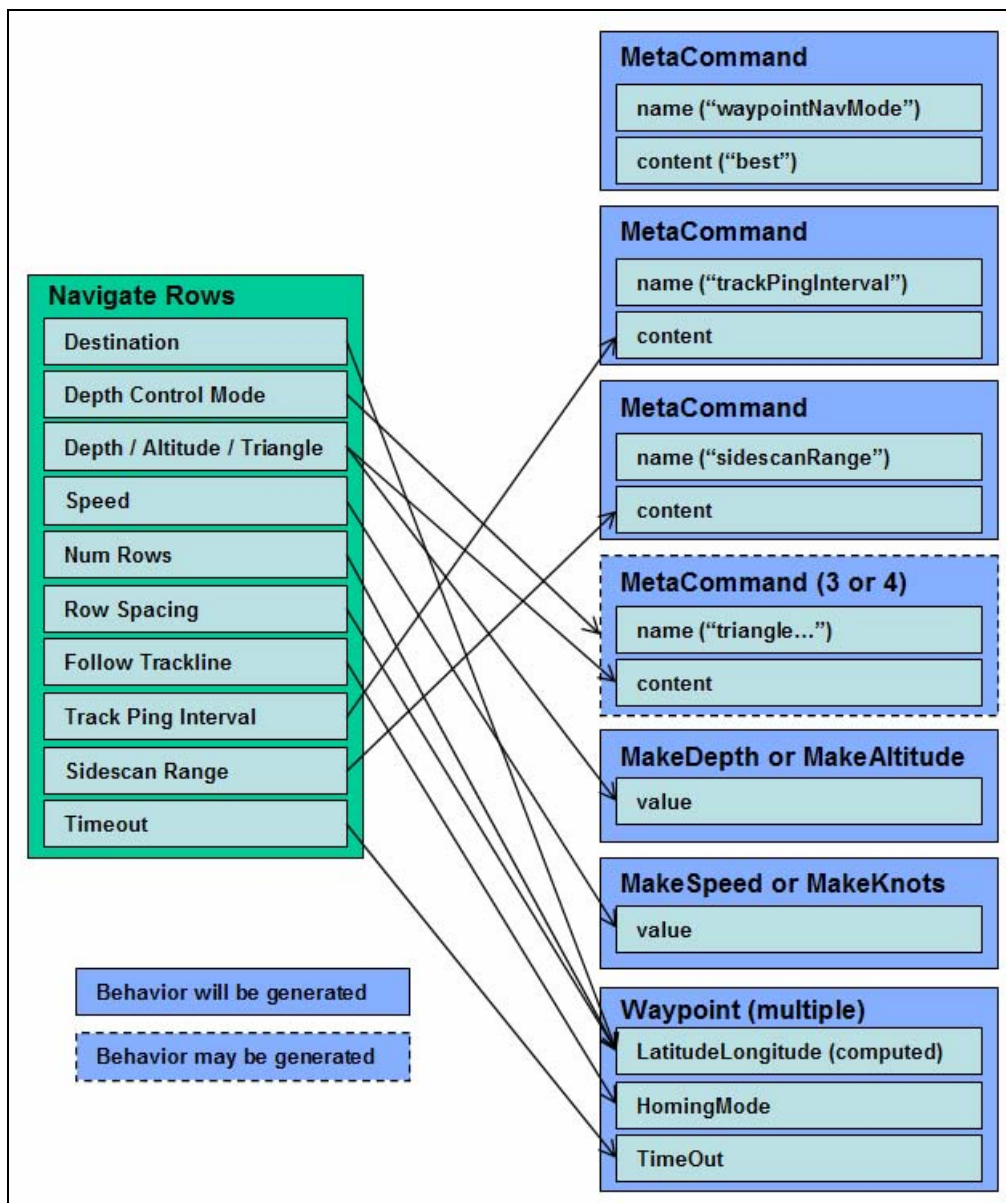 MetaCommand
name (“waypointNavMode”)
content (“best”)
MetaCommand
name (“trackPingInterval”)
content
MetaCommand
name (“sidescanRange”)
content
MetaCommand (3 or 4)
name (“triangle…”)
content
MakeDepth or MakeAltitude
value
MakeSpeed or MakeKnots
value
Waypoint (multiple)
LatitudeLongitude (computed)
HomingMode
TimeOut
Navigate Rows
Destination
Depth Control Mode
Depth / Altitude / Triangle
Speed
Num Rows
Row Spacing
Follow Trackline
Track Ping Interval
Sidescan Range
Timeout
Behavior will be generated
Behavior may be generated